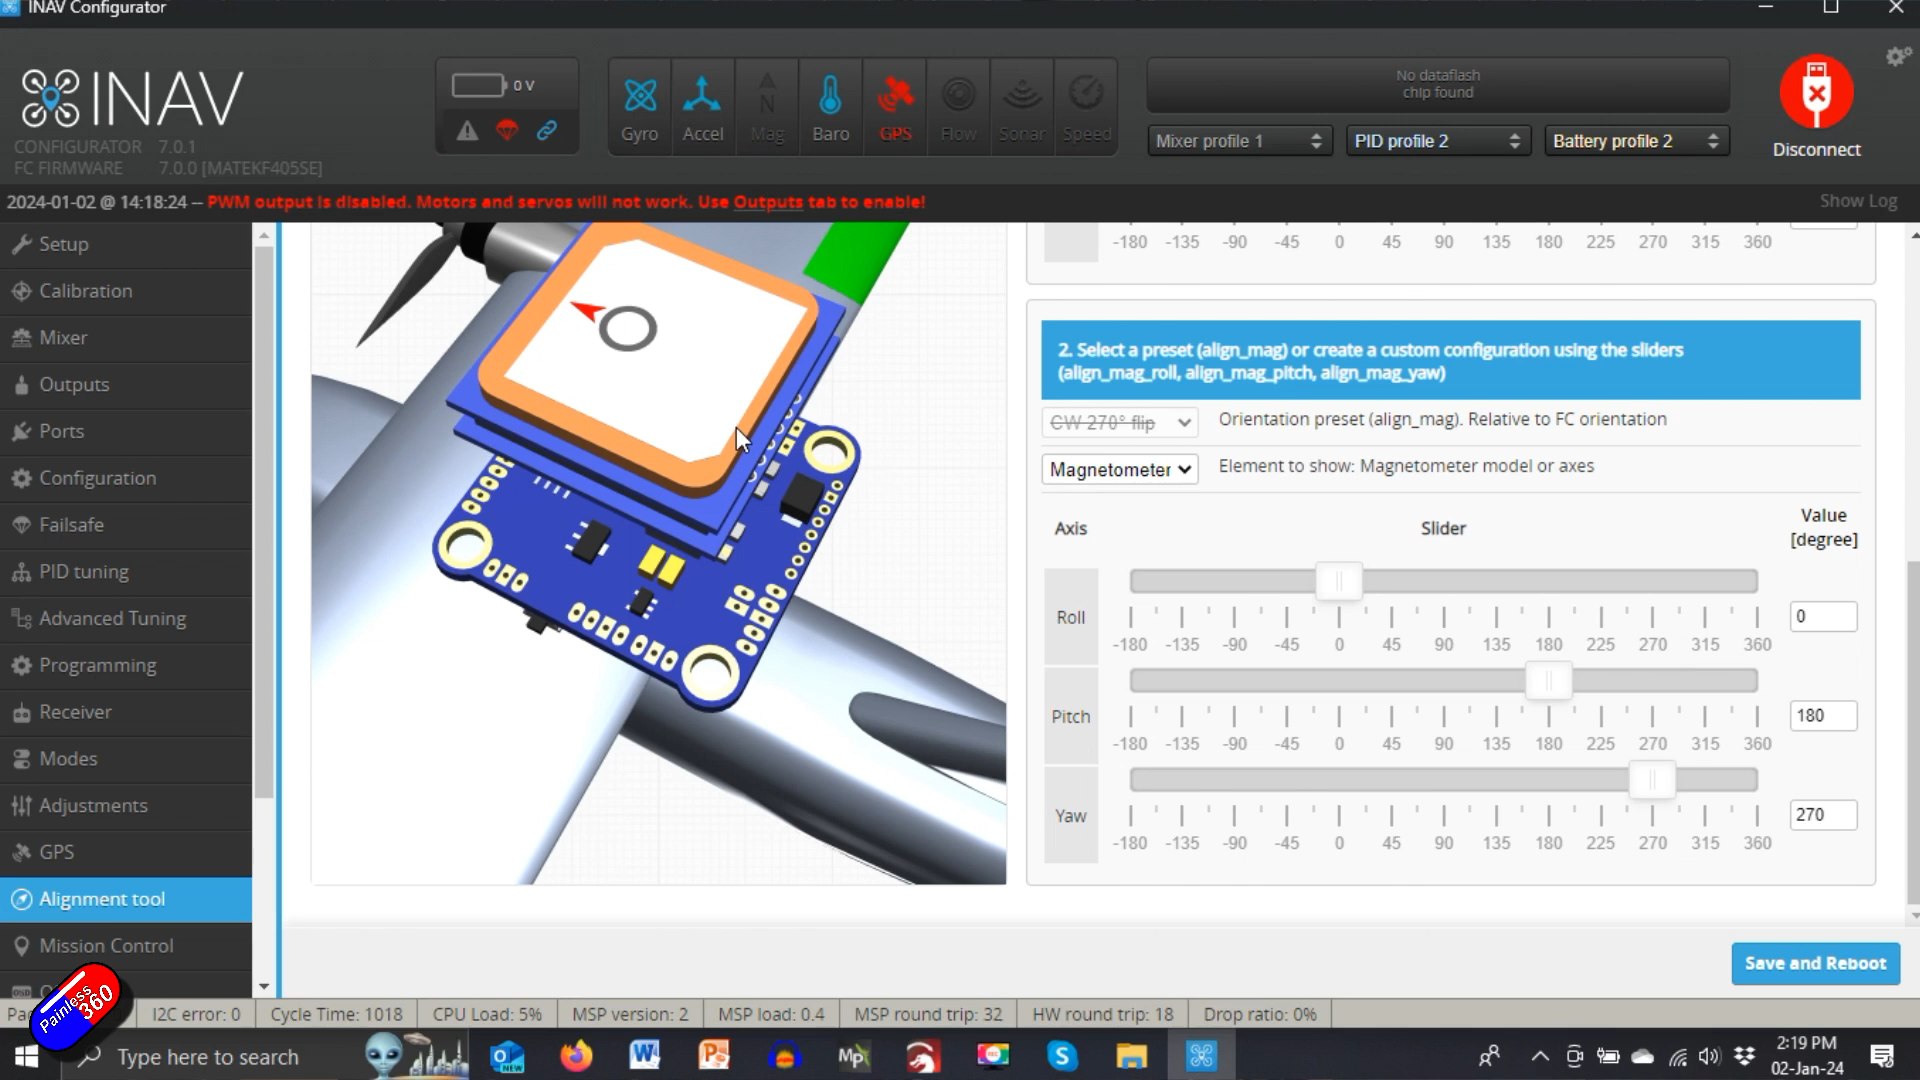 INAV Configurator
INAV
CONFIGURATOR 7.0.1
FC FIRMWARE 7.0.0 [MATEKF405SE]
0 V
Gyro
Accel
Mag
Baro
GPS
Flow
Sonar
Speed
No dataflash
chip found
Mixer profile 1
PID profile 2
Battery profile 2
Disconnect
2024-01-02 @ 14:18:24 -- PWM output is disabled. Motors and servos will not work. Use Outputs tab to enable!
Show Log
Setup
Calibration
Mixer
Outputs
Ports
Configuration
Failsafe
PID tuning
Advanced Tuning
Programming
Receiver
Modes
Adjustments
GPS
Alignment tool
Mission Control
-180 -135 -90 -45 0 45 90 135 180 225 270 315 360
2. Select a preset (align_mag) or create a custom configuration using the sliders
(align_mag_roll, align_mag_pitch, align_mag_yaw)
CW 270° flip
Orientation preset (align_mag). Relative to FC orientation
Magnetometer
Element to show: Magnetometer model or axes
Axis
Slider
Value
[degree]
Roll
-180 -135 -90 -45 0 45 90 135 180 225 270 315 360
0
Pitch
-180 -135 -90 -45 0 45 90 135 180 225 270 315 360
180
Yaw
-180 -135 -90 -45 0 45 90 135 180 225 270 315 360
270
Save and Reboot
Painless
360
I2C error: 0
Cycle Time: 1018
CPU Load: 5%
MSP version: 2
MSP load: 0.4
MSP round trip: 32
HW round trip: 18
Drop ratio: 0%
Type here to search
NEW
Mp
2:19 PM
02-Jan-24